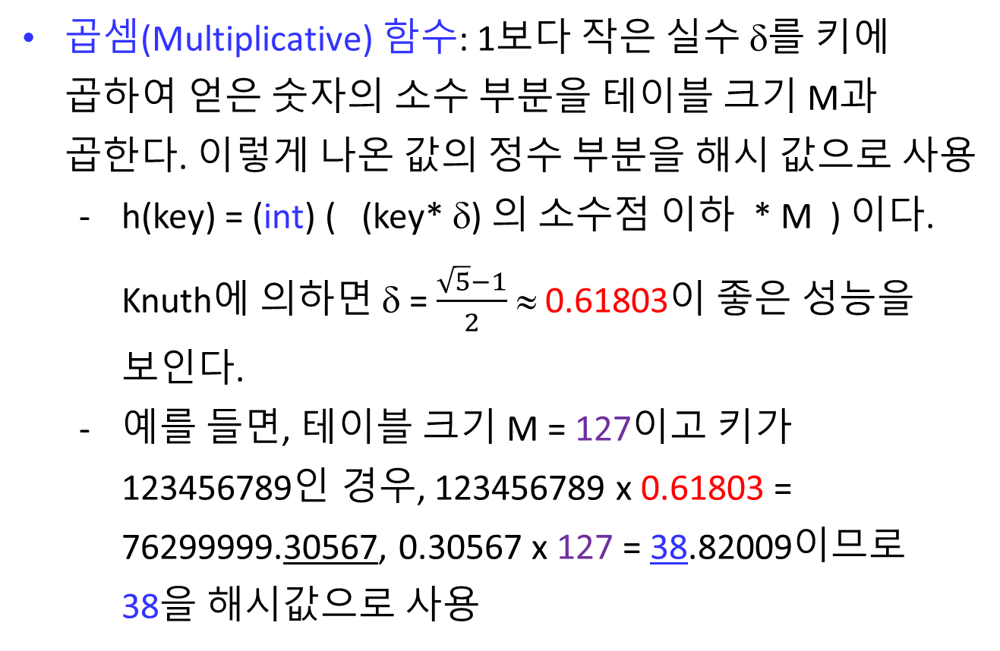 • 곱셈(Multiplicative) 함수: 1보다 작은 실수 δ를 키에
곱하여 얻은 숫자의 소수 부분을 테이블 크기 M과
곱한다. 이렇게 나온 값의 정수 부분을 해시 값으로 사용
- h(key) = (int) ( (key* δ) 의 소수점 이하 * M ) 이다.
Knuth에 의하면 δ = (√5−1)/2 ≈ 0.61803이 좋은 성능을
보인다.
- 예를 들면, 테이블 크기 M = 127이고 키가
123456789인 경우, 123456789 x 0.61803 =
76299999.30567, 0.30567 x 127 = 38.82009이므로
38을 해시값으로 사용